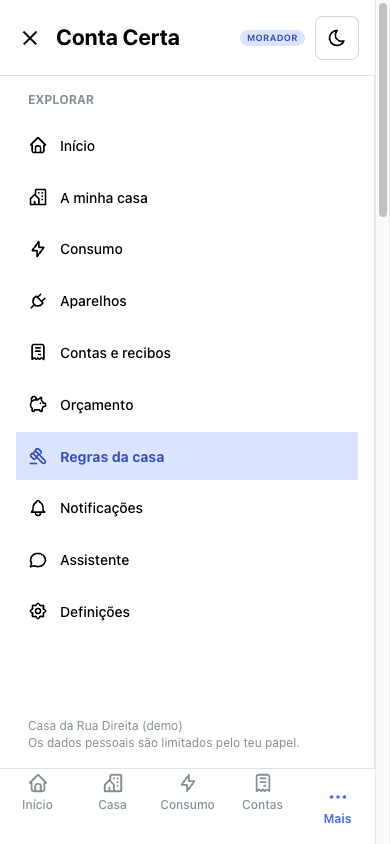 Conta Certa
MORADOR
EXPLORAR
Início
A minha casa
Consumo
Aparelhos
Contas e recibos
Orçamento
Regras da casa
Notificações
Assistente
Definições
Casa da Rua Direita (demo)
Os dados pessoais são limitados pelo teu papel.
Início
Casa
Consumo
Contas
Mais